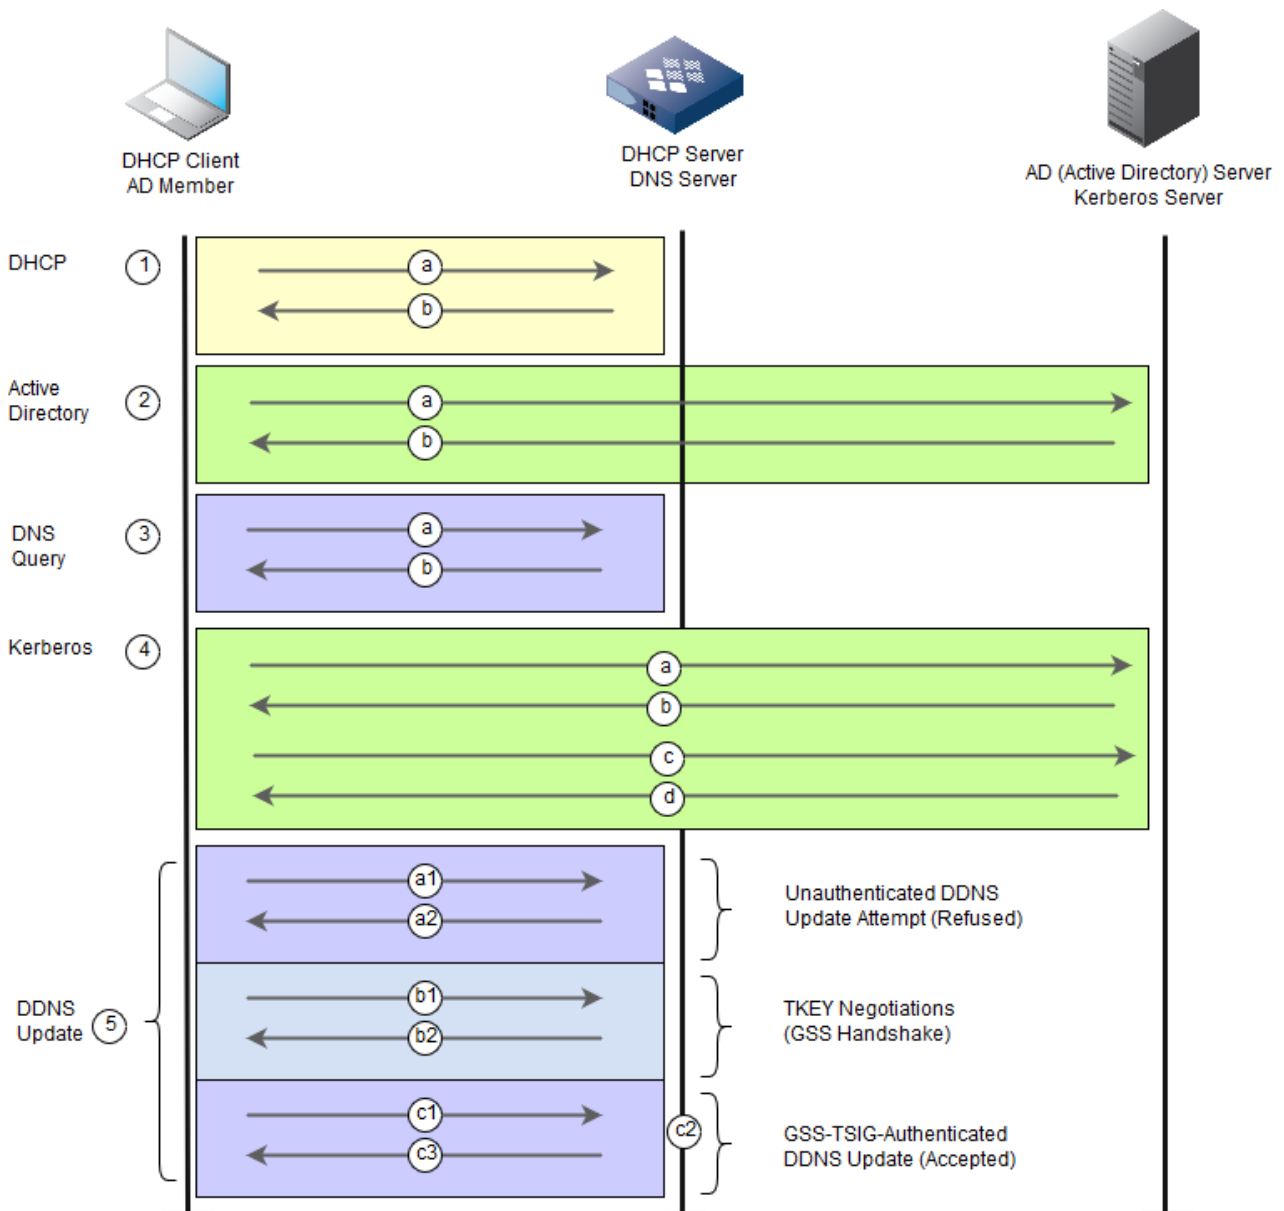 DHCP Client
AD Member
DHCP Server
DNS Server
AD (Active Directory) Server
Kerberos Server
DHCP
1
a
b
Active
Directory
2
a
b
DNS
Query
3
a
b
Kerberos
4
a
b
c
d
DDNS
Update
5
a1
a2
Unauthenticated DDNS
Update Attempt (Refused)
b1
b2
TKEY Negotiations
(GSS Handshake)
c1
c2
c3
GSS-TSIG-Authenticated
DDNS Update (Accepted)